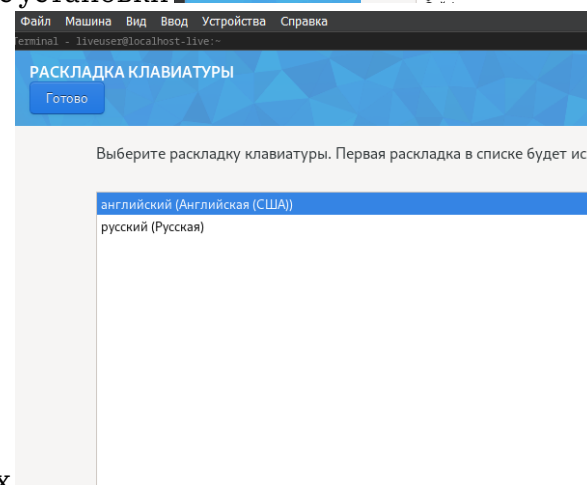 установки
Файл Машина Вид Ввод Устройства Справка
Terminal - liveuser@localhost-live:~
РАСКЛАДКА КЛАВИАТУРЫ
Готово
Выберите раскладку клавиатуры. Первая раскладка в списке будет ис
английский (Английская (США))
русский (Русская)
х